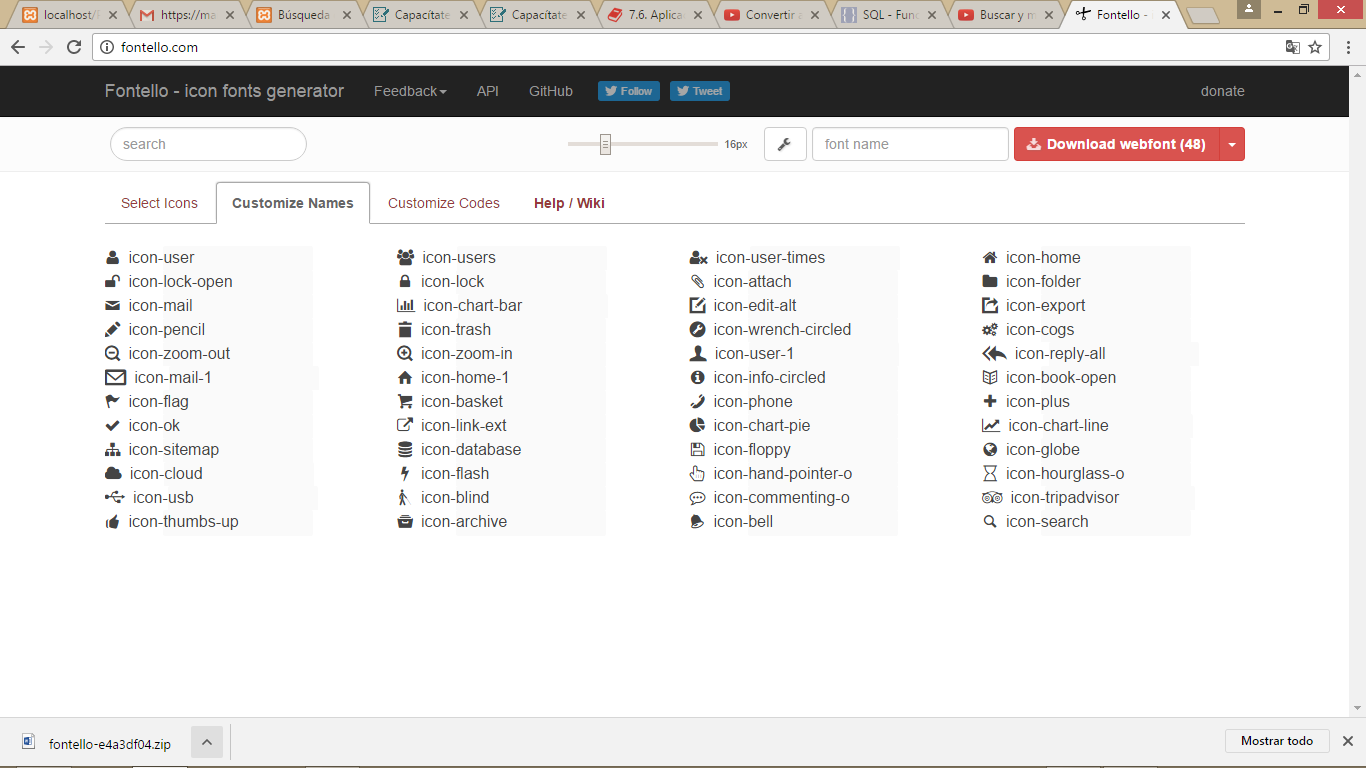 localhost/ https://ma Búsqueda Capacítate Capacítate 7.6. Aplica Convertir a SQL - Fun Buscar y m Fontello -
fontello.com
Fontello - icon fonts generator Feedback API GitHub Follow Tweet donate
search 16px font name Download webfont (48)
Select Icons Customize Names Customize Codes Help / Wiki
icon-user icon-users icon-user-times icon-home
icon-lock-open icon-lock icon-attach icon-folder
icon-mail icon-chart-bar icon-edit-alt icon-export
icon-pencil icon-trash icon-wrench-circled icon-cogs
icon-zoom-out icon-zoom-in icon-user-1 icon-reply-all
icon-mail-1 icon-home-1 icon-info-circled icon-book-open
icon-flag icon-basket icon-phone icon-plus
icon-ok icon-link-ext icon-chart-pie icon-chart-line
icon-sitemap icon-database icon-floppy icon-globe
icon-cloud icon-flash icon-hand-pointer-o icon-hourglass-o
icon-usb icon-blind icon-commenting-o icon-tripadvisor
icon-thumbs-up icon-archive icon-bell icon-search
fontello-e4a3df04.zip Mostrar todo